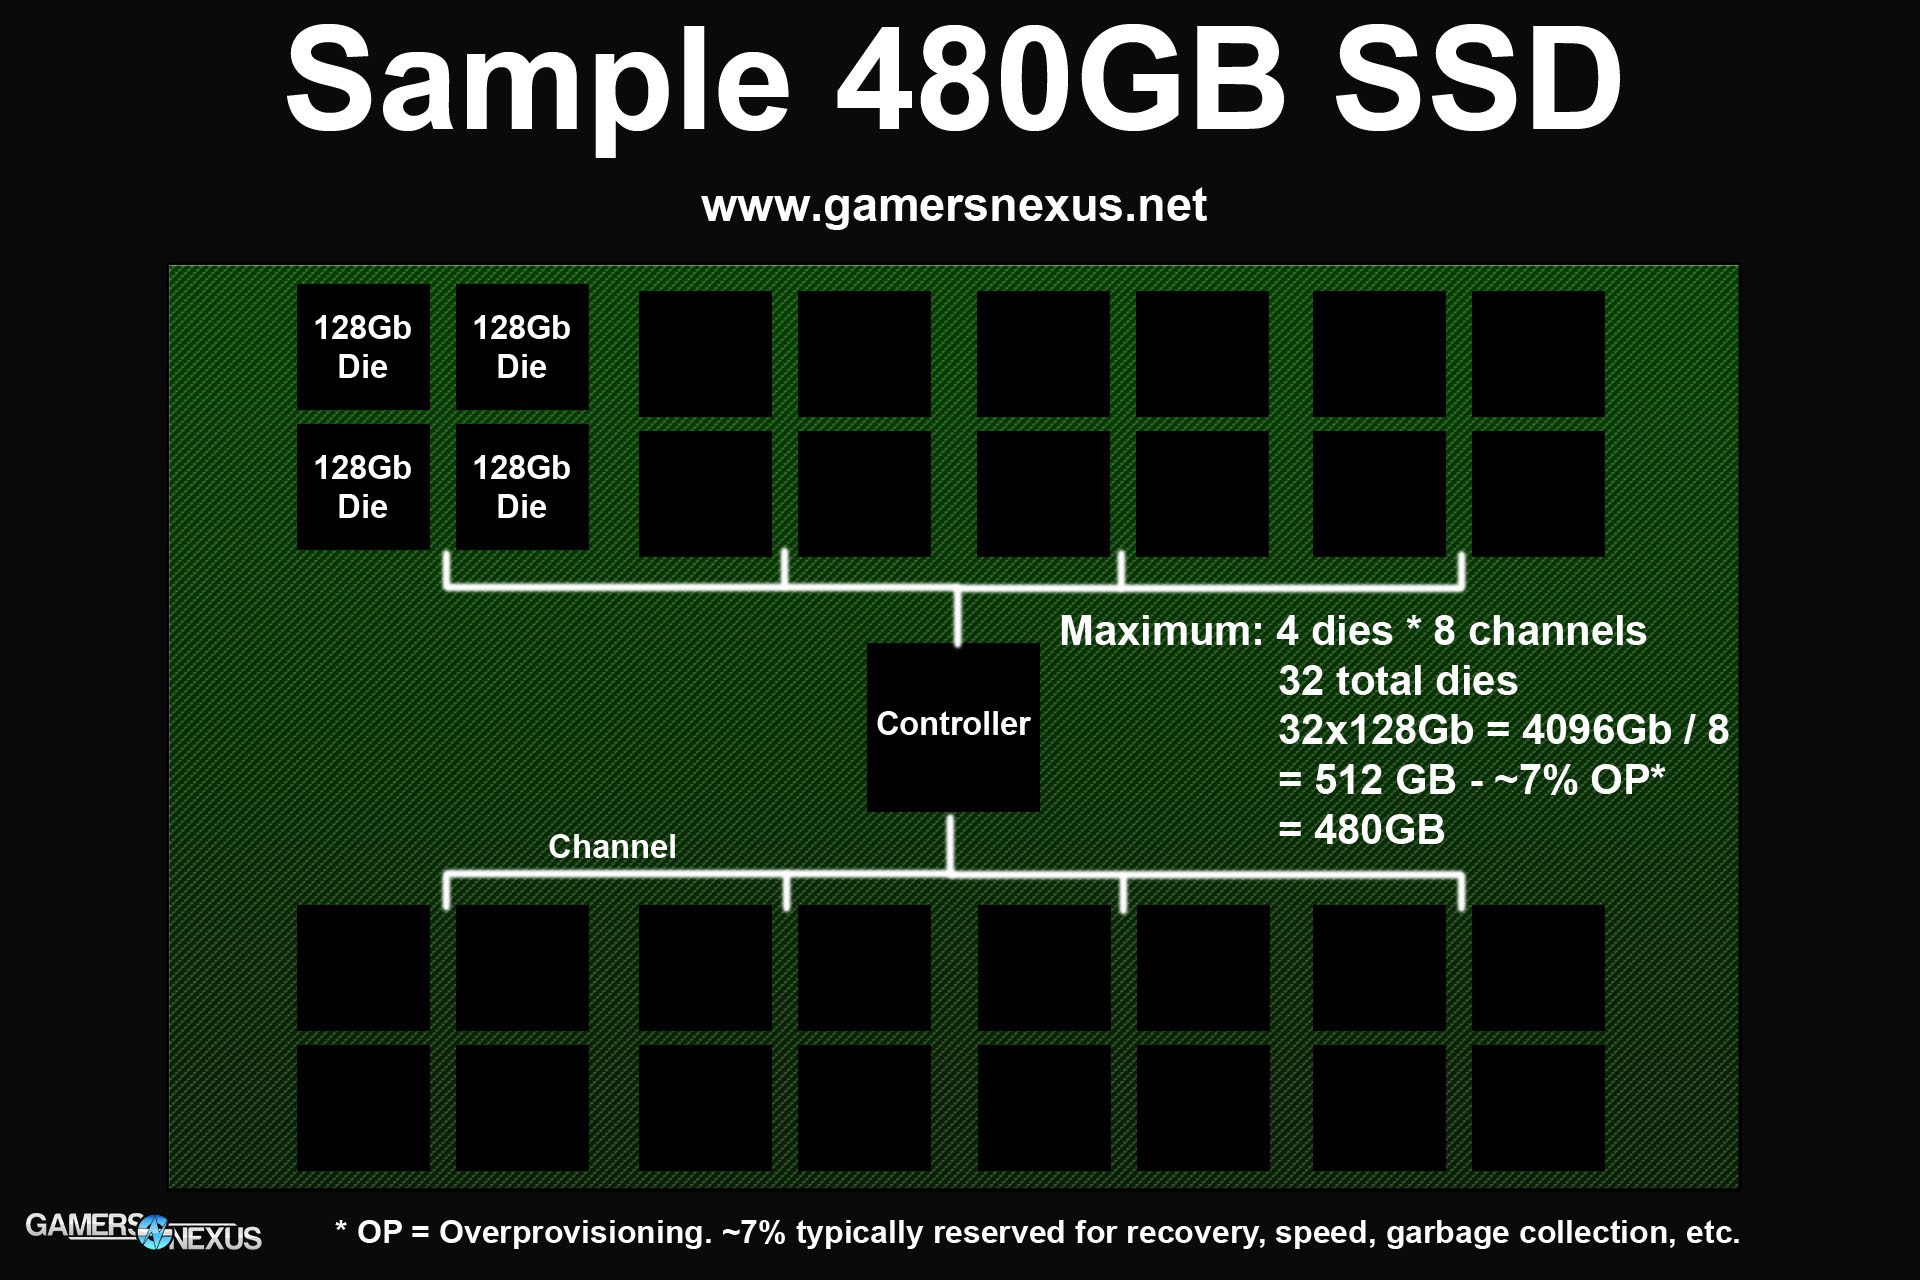 Sample 480GB SSD
www.gamersnexus.net
128Gb
Die
128Gb
Die
128Gb
Die
128Gb
Die
Maximum: 4 dies * 8 channels
32 total dies
32x128Gb = 4096Gb / 8
= 512 GB - ~7% OP*
= 480GB
Controller
Channel
GAMERS NEXUS
* OP = Overprovisioning. ~7% typically reserved for recovery, speed, garbage collection, etc.